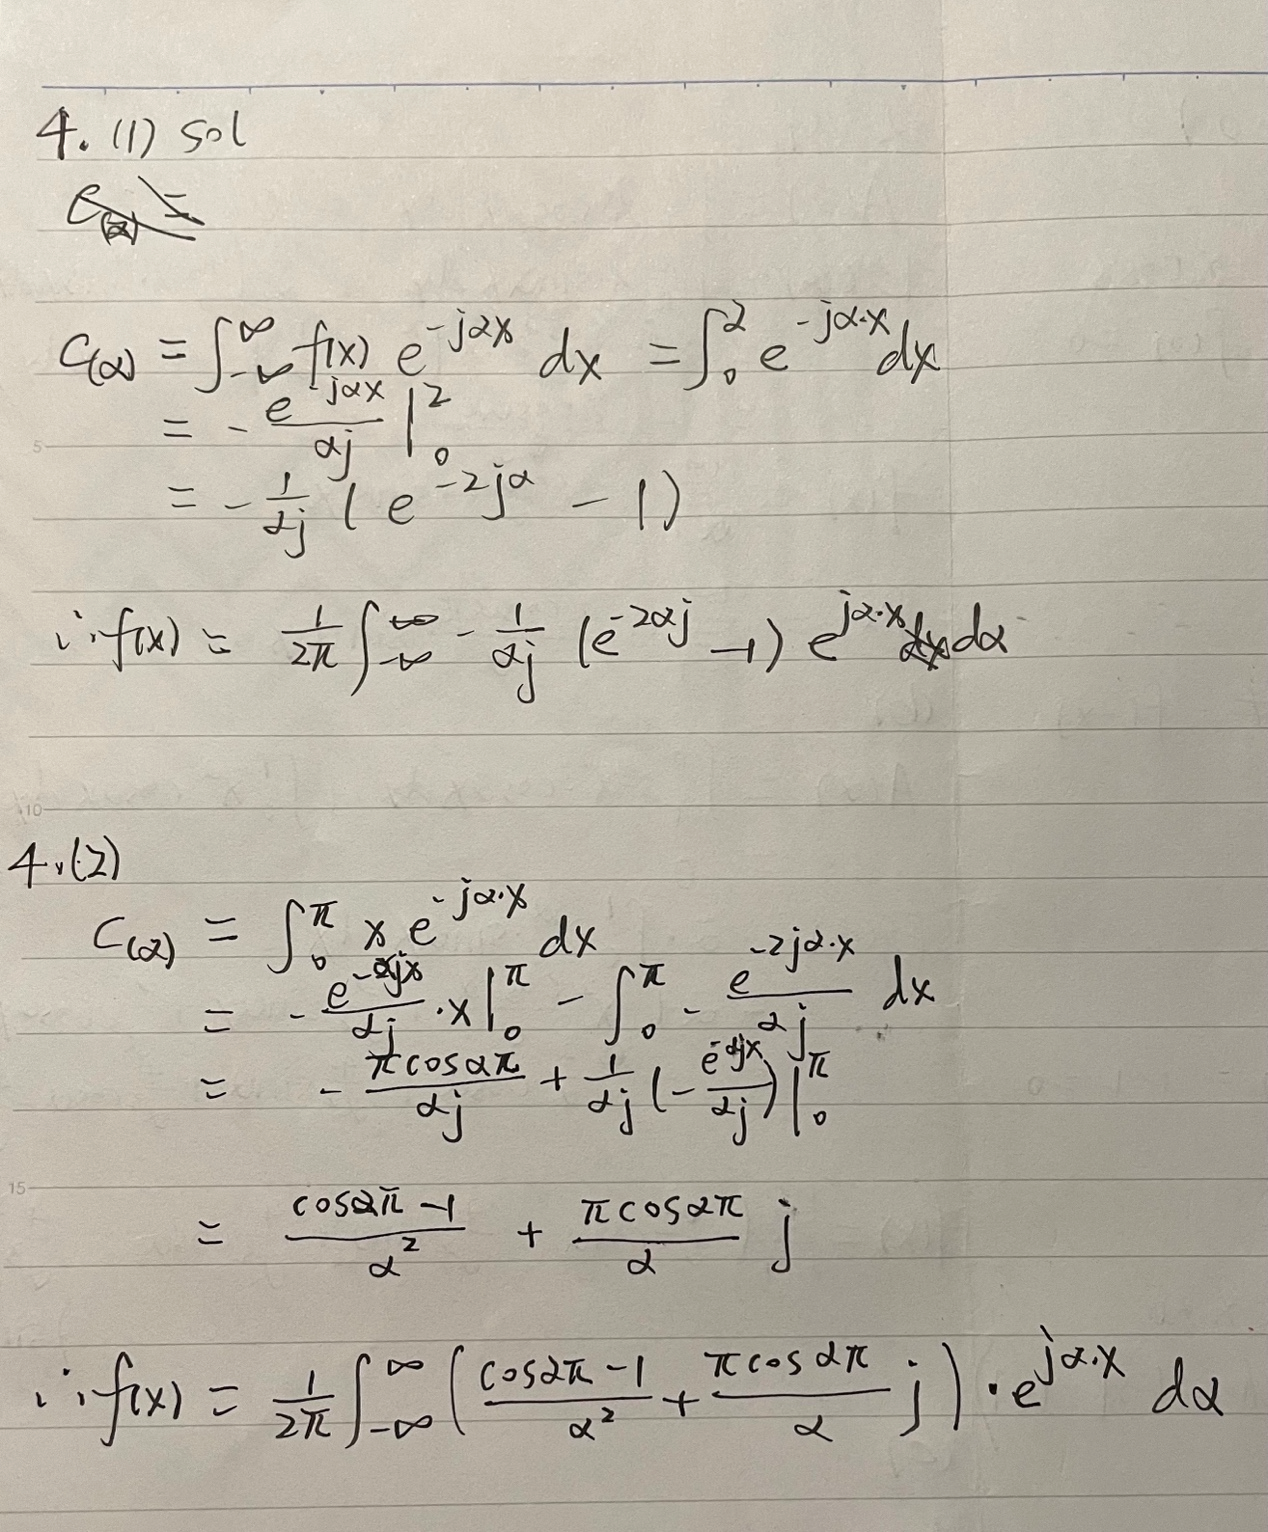 4. (1) sol
C(α) =
C(α) = ∫_{-∞}^{∞} f(x) e^{-jαx} dx = ∫_0^2 e^{-jα·x} dx
= - e^{-jαx}/αj |_0^2
= - 1/αj ( e^{-2jα} - 1)
∴ f(x) = 1/2π ∫_{-∞}^{∞} - 1/αj (e^{-2αj} -1) e^{jα·x} dα
10
4.(2)
C(α) = ∫_0^π x e^{-jα·x} dx
= - e^{-αjx}/αj ·x |_0^π - ∫_0^π - e^{-2jα·x}/αj dx
= - πcosαπ/αj + 1/αj (- e^{-αjx}/αj) |_0^π
15
= cosαπ -1/α² + πcosαπ/α j
∴ f(x) = 1/2π ∫_{-∞}^{∞} ( cosαπ -1/α² + πcosαπ/α j ) · e^{jα·x} dα